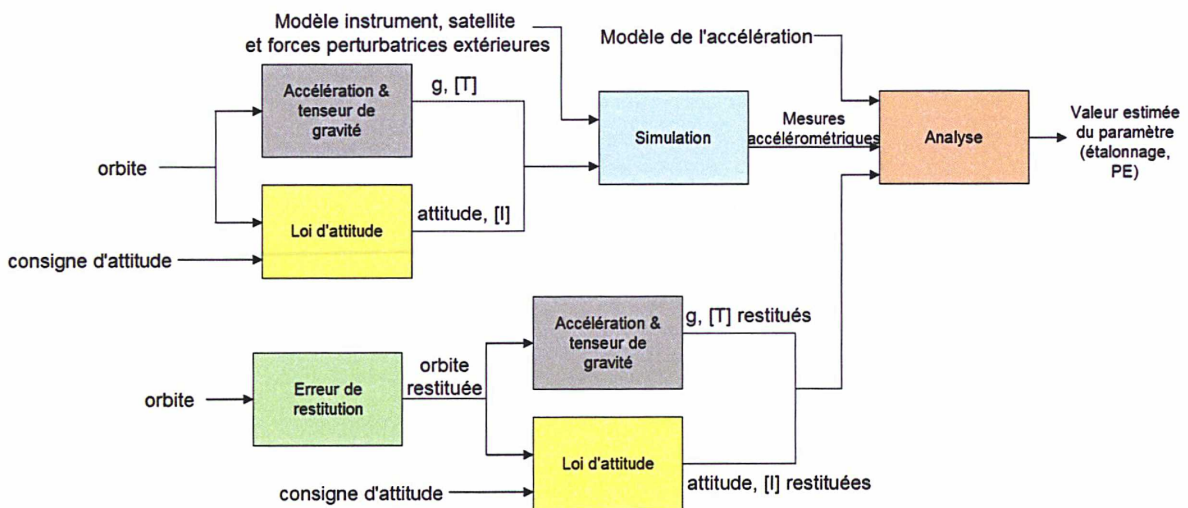 Modèle instrument, satellite
et forces perturbatrices extérieures
Modèle de l'accélération
Accélération &
tenseur de
gravité
g, [T]
Simulation
Mesures
accélérométriques
Analyse
Valeur estimée
du paramètre
(étalonnage,
PE)
orbite
Loi d'attitude
attitude, [I]
consigne d'attitude
Accélération &
tenseur de
gravité
g, [T] restitués
orbite
Erreur de
restitution
orbite
restituée
Loi d'attitude
attitude, [I] restituées
consigne d'attitude